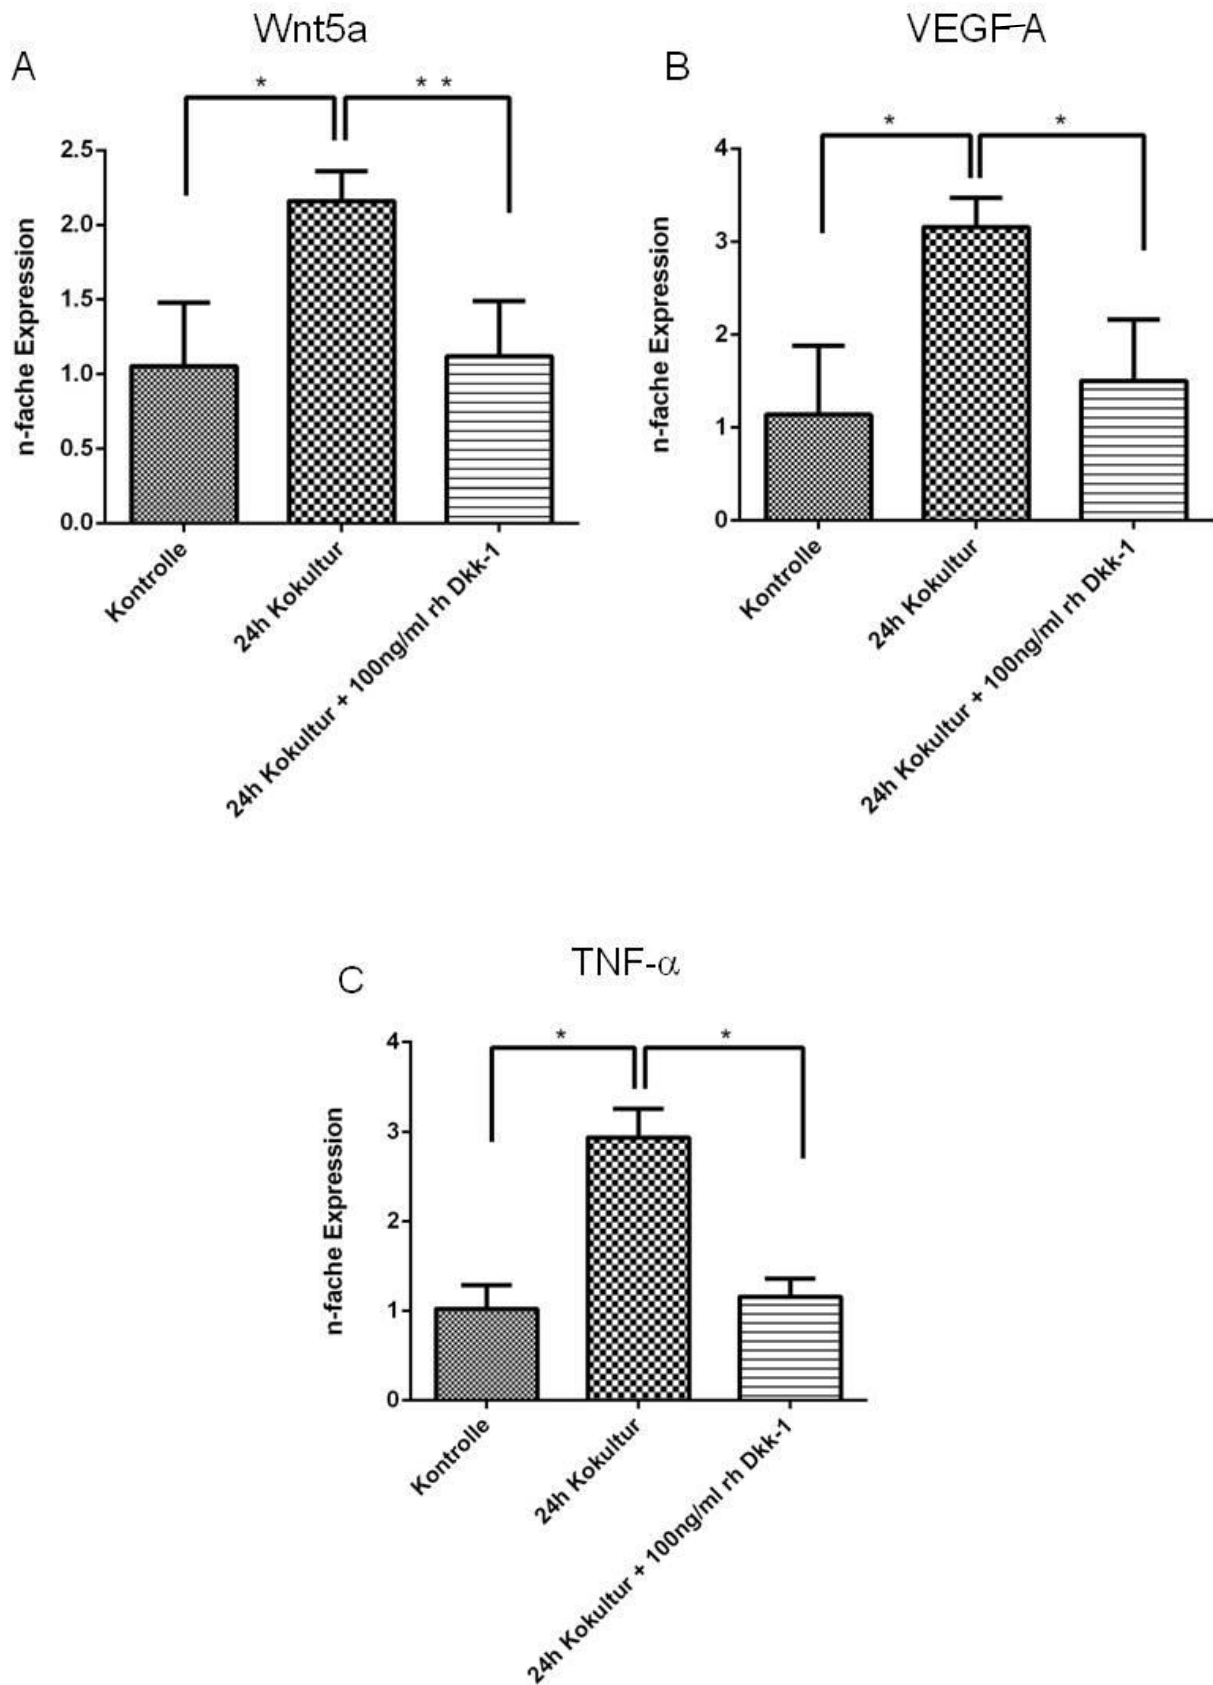 Wnt5a
A
*
* *
2.5
2.0
1.5
1.0
0.5
0.0
n-fache Expression
Kontrolle
24h Kokultur
24h Kokultur + 100ng/ml rh Dkk-1
VEGF-A
B
*
*
4
3
2
1
0
n-fache Expression
Kontrolle
24h Kokultur
24h Kokultur + 100ng/ml rh Dkk-1
TNF-α
C
*
*
4
3
2
1
0
n-fache Expression
Kontrolle
24h Kokultur
24h Kokultur + 100ng/ml rh Dkk-1